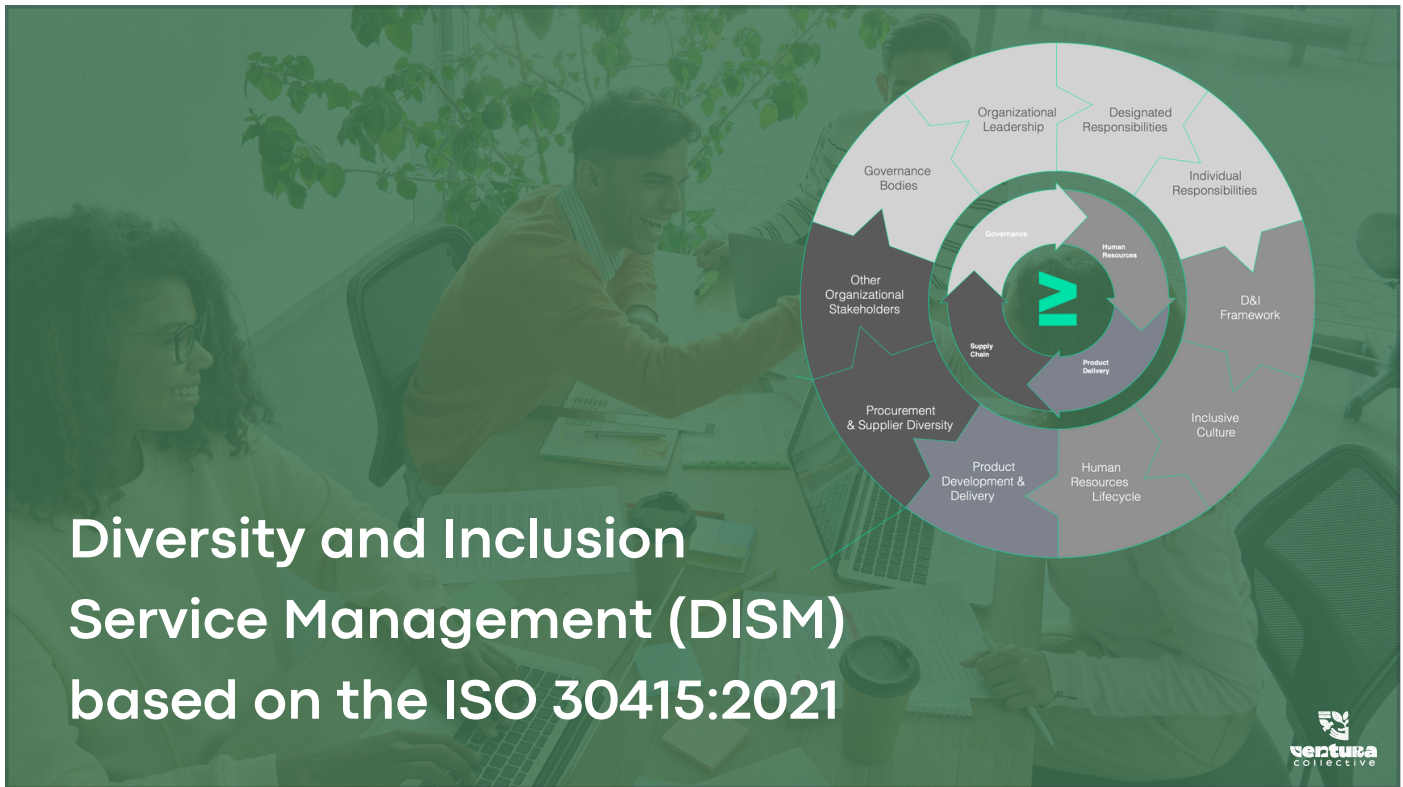 Organizational
Leadership
Designated
Responsibilities
Governance
Bodies
Individual
Responsibilities
Governance
Human
Resources
Other
Organizational
Stakeholders
D&I
Framework
IV
Supply
Chain
Product
Delivery
Procurement
& Supplier Diversity
Inclusive
Culture
Product
Development &
Delivery
Human
Resources
Lifecycle
Diversity and Inclusion
Service Management (DISM)
based on the ISO 30415:2021
ventura
collective